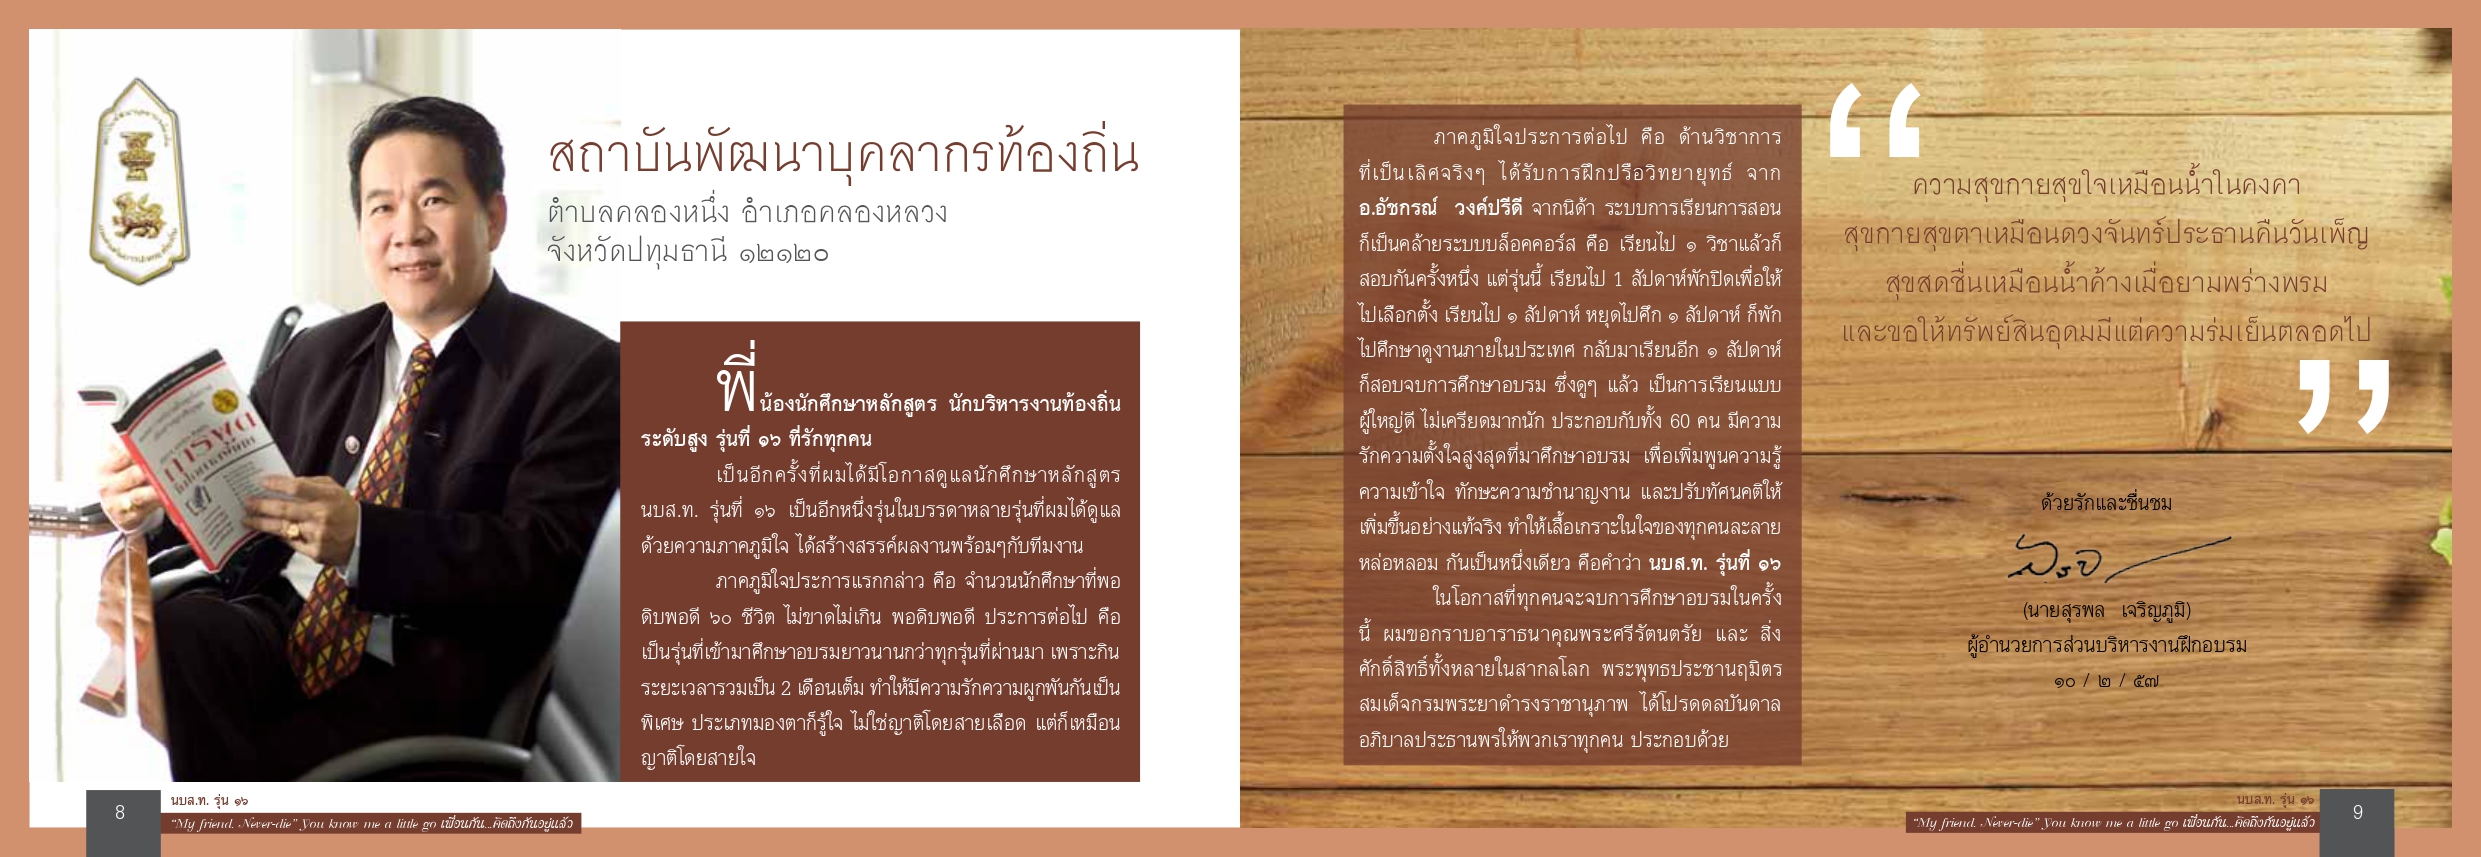 สถาบันพัฒนาบุคลากรท้องถิ่น
ตำบลคลองหนึ่ง อำเภอคลองหลวง
จังหวัดปทุมธานี ๑๒๑๒๐
พี่น้องนักศึกษาหลักสูตร นักบริหารงานท้องถิ่น
ระดับสูง รุ่นที่ ๑๖ ที่รักทุกคน
เป็นอีกครั้งที่ผมได้มีโอกาสดูแลนักศึกษาหลักสูตร
นบส.ท. รุ่นที่ ๑๖ เป็นอีกหนึ่งรุ่นในบรรดาหลายรุ่นที่ผมได้ดูแล
ด้วยความภาคภูมิใจ ได้สร้างสรรค์ผลงานพร้อมๆกับทีมงาน
ภาคภูมิใจประการแรกกล่าว คือ จำนวนนักศึกษาที่พอ
ดิบพอดี ๖๐ ชีวิต ไม่ขาดไม่เกิน พอดิบพอดี ประการต่อไป คือ
เป็นรุ่นที่เข้ามาศึกษาอบรมยาวนานกว่าทุกรุ่นที่ผ่านมา เพราะกิน
ระยะเวลารวมเป็น 2 เดือนเต็ม ทำให้มีความรักความผูกพันกันเป็น
พิเศษ ประเภทมองตาก็รู้ใจ ไม่ใช่ญาติโดยสายเลือด แต่ก็เหมือน
ญาติโดยสายใจ
8
นบส.ท. รุ่น ๑๖
“My friend. Never-die” You know me a little go เพื่อนกัน...คิดถึงกันอยู่แล้ว
ภาคภูมิใจประการต่อไป คือ ด้านวิชาการ
ที่เป็นเลิศจริงๆ ได้รับการฝึกปรือวิทยายุทธ์ จาก
อ.อัชกรณ์ วงค์ปรีดี จากนิด้า ระบบการเรียนการสอน
ก็เป็นคล้ายระบบบล็อคคอร์ส คือ เรียนไป ๑ วิชาแล้วก็
สอบกันครั้งหนึ่ง แต่รุ่นนี้ เรียนไป 1 สัปดาห์พักปิดเพื่อให้
ไปเลือกตั้ง เรียนไป ๑ สัปดาห์ หยุดไปศึก ๑ สัปดาห์ ก็พัก
ไปศึกษาดูงานภายในประเทศ กลับมาเรียนอีก ๑ สัปดาห์
ก็สอบจบการศึกษาอบรม ซึ่งดูๆ แล้ว เป็นการเรียนแบบ
ผู้ใหญ่ดี ไม่เครียดมากนัก ประกอบกับทั้ง 60 คน มีความ
รักความตั้งใจสูงสุดที่มาศึกษาอบรม เพื่อเพิ่มพูนความรู้
ความเข้าใจ ทักษะความชำนาญงาน และปรับทัศนคติให้
เพิ่มขึ้นอย่างแท้จริง ทำให้เสื้อเกราะในใจของทุกคนละลาย
หล่อหลอม กันเป็นหนึ่งเดียว คือคำว่า นบส.ท. รุ่นที่ ๑๖
ในโอกาสที่ทุกคนจะจบการศึกษาอบรมในครั้ง
นี้ ผมขอกราบอาราธนาคุณพระศรีรัตนตรัย และ สิ่ง
ศักดิ์สิทธิ์ทั้งหลายในสากลโลก พระพุทธประชานฤมิตร
สมเด็จกรมพระยาดำรงราชานุภาพ ได้โปรดดลบันดาล
อภิบาลประธานพรให้พวกเราทุกคน ประกอบด้วย
“
ความสุขกายสุขใจเหมือนน้ำในคงคา
สุขกายสุขตาเหมือนดวงจันทร์ประธานคืนวันเพ็ญ
สุขสดชื่นเหมือนน้ำค้างเมื่อยามพร่างพรม
และขอให้ทรัพย์สินอุดมมีแต่ความร่มเย็นตลอดไป
”
ด้วยรักและชื่นชม
(นายสุรพล เจริญภูมิ)
ผู้อำนวยการส่วนบริหารงานฝึกอบรม
๑๐ / ๒ / ๕๗
นบส.ท. รุ่น ๑๖
“My friend. Never-die” You know me a little go เพื่อนกัน...คิดถึงกันอยู่แล้ว
9